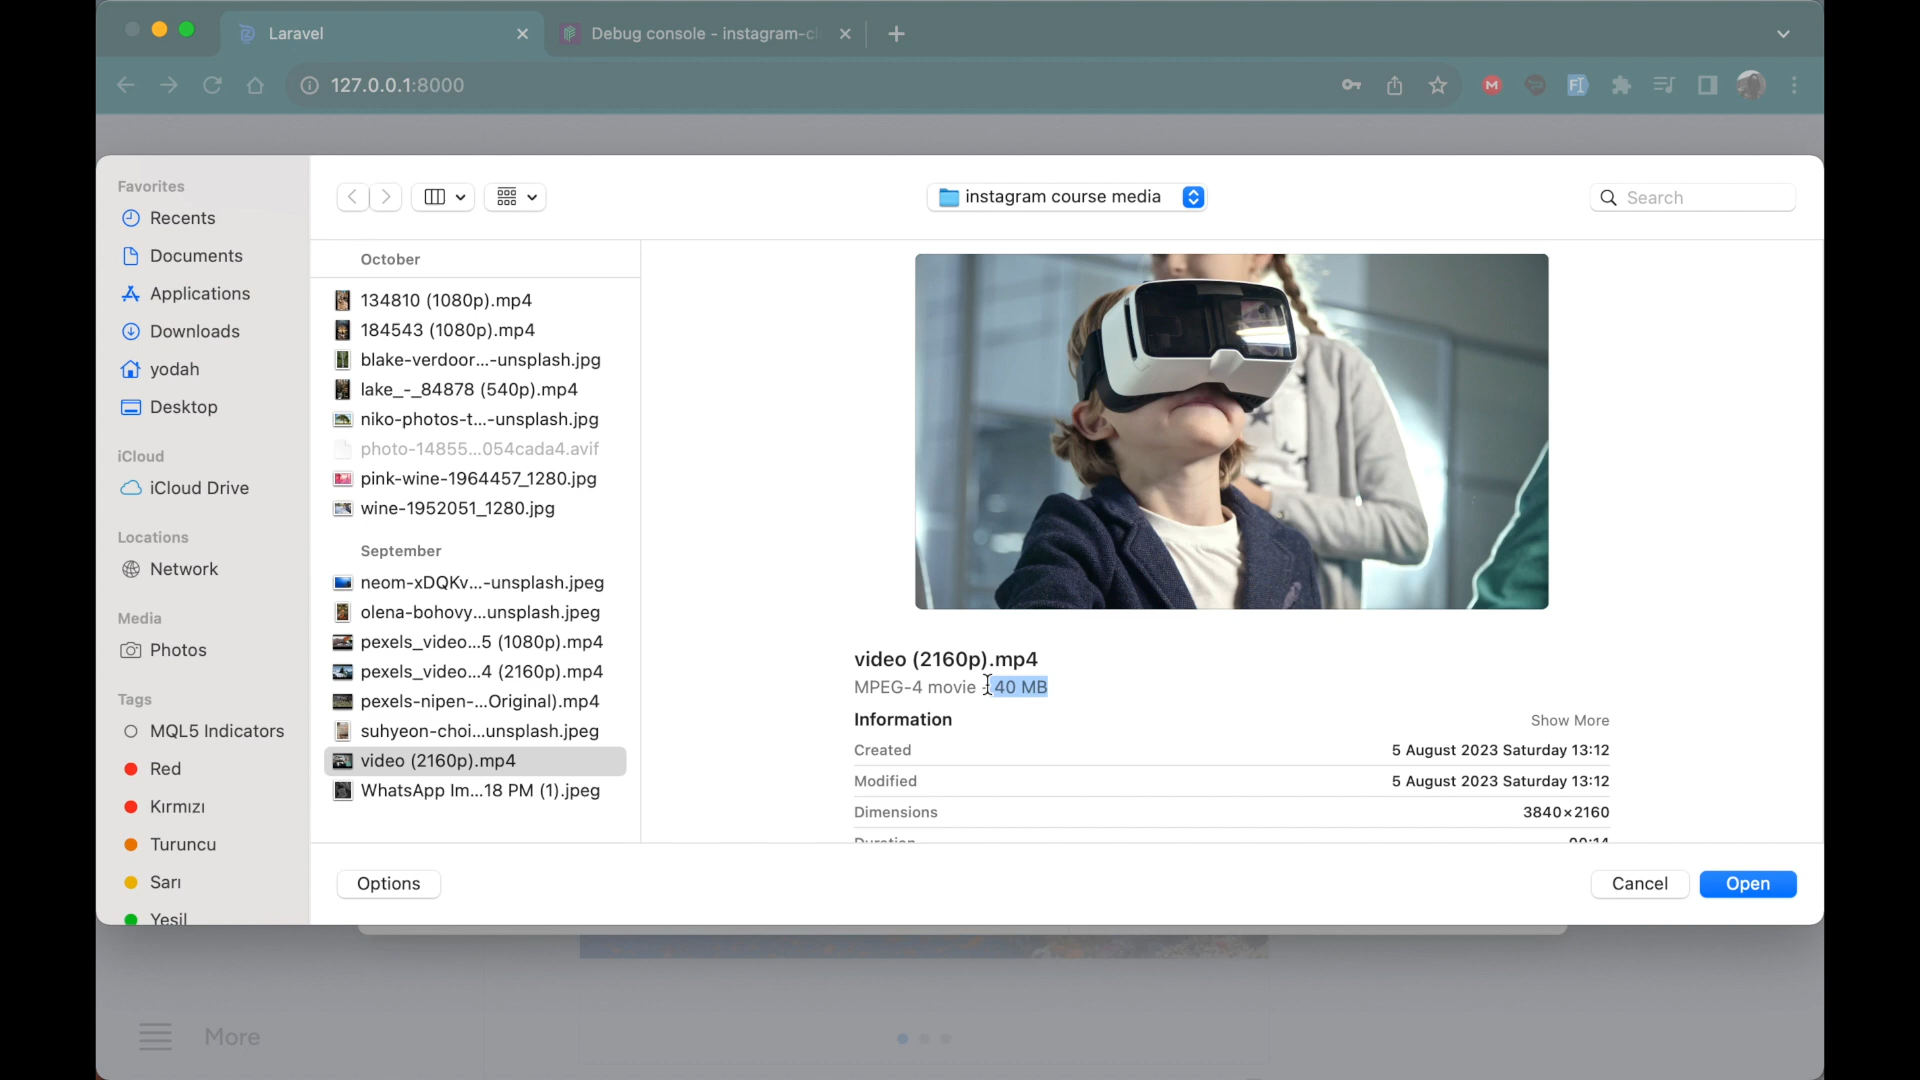 Laravel
Debug console - instagram-cl
127.0.0.1:8000
Favorites
Recents
Documents
Applications
Downloads
yodah
Desktop
iCloud
iCloud Drive
Locations
Network
Media
Photos
Tags
MQL5 Indicators
Red
Kırmızı
Turuncu
Sarı
Yeşil
instagram course media
Search
October
134810 (1080p).mp4
184543 (1080p).mp4
blake-verdoor...-unsplash.jpg
lake_-_84878 (540p).mp4
niko-photos-t...-unsplash.jpg
photo-14855...054cada4.avif
pink-wine-1964457_1280.jpg
wine-1952051_1280.jpg
September
neom-xDQKv...-unsplash.jpeg
olena-bohovy...unsplash.jpeg
pexels_video...5 (1080p).mp4
pexels_video...4 (2160p).mp4
pexels-nipen-...Original).mp4
suhyeon-choi...unsplash.jpeg
video (2160p).mp4
WhatsApp Im...18 PM (1).jpeg
video (2160p).mp4
MPEG-4 movie - 40 MB
Information
Show More
Created 5 August 2023 Saturday 13:12
Modified 5 August 2023 Saturday 13:12
Dimensions 3840×2160
Duration 00:14
Options
Cancel
Open
More